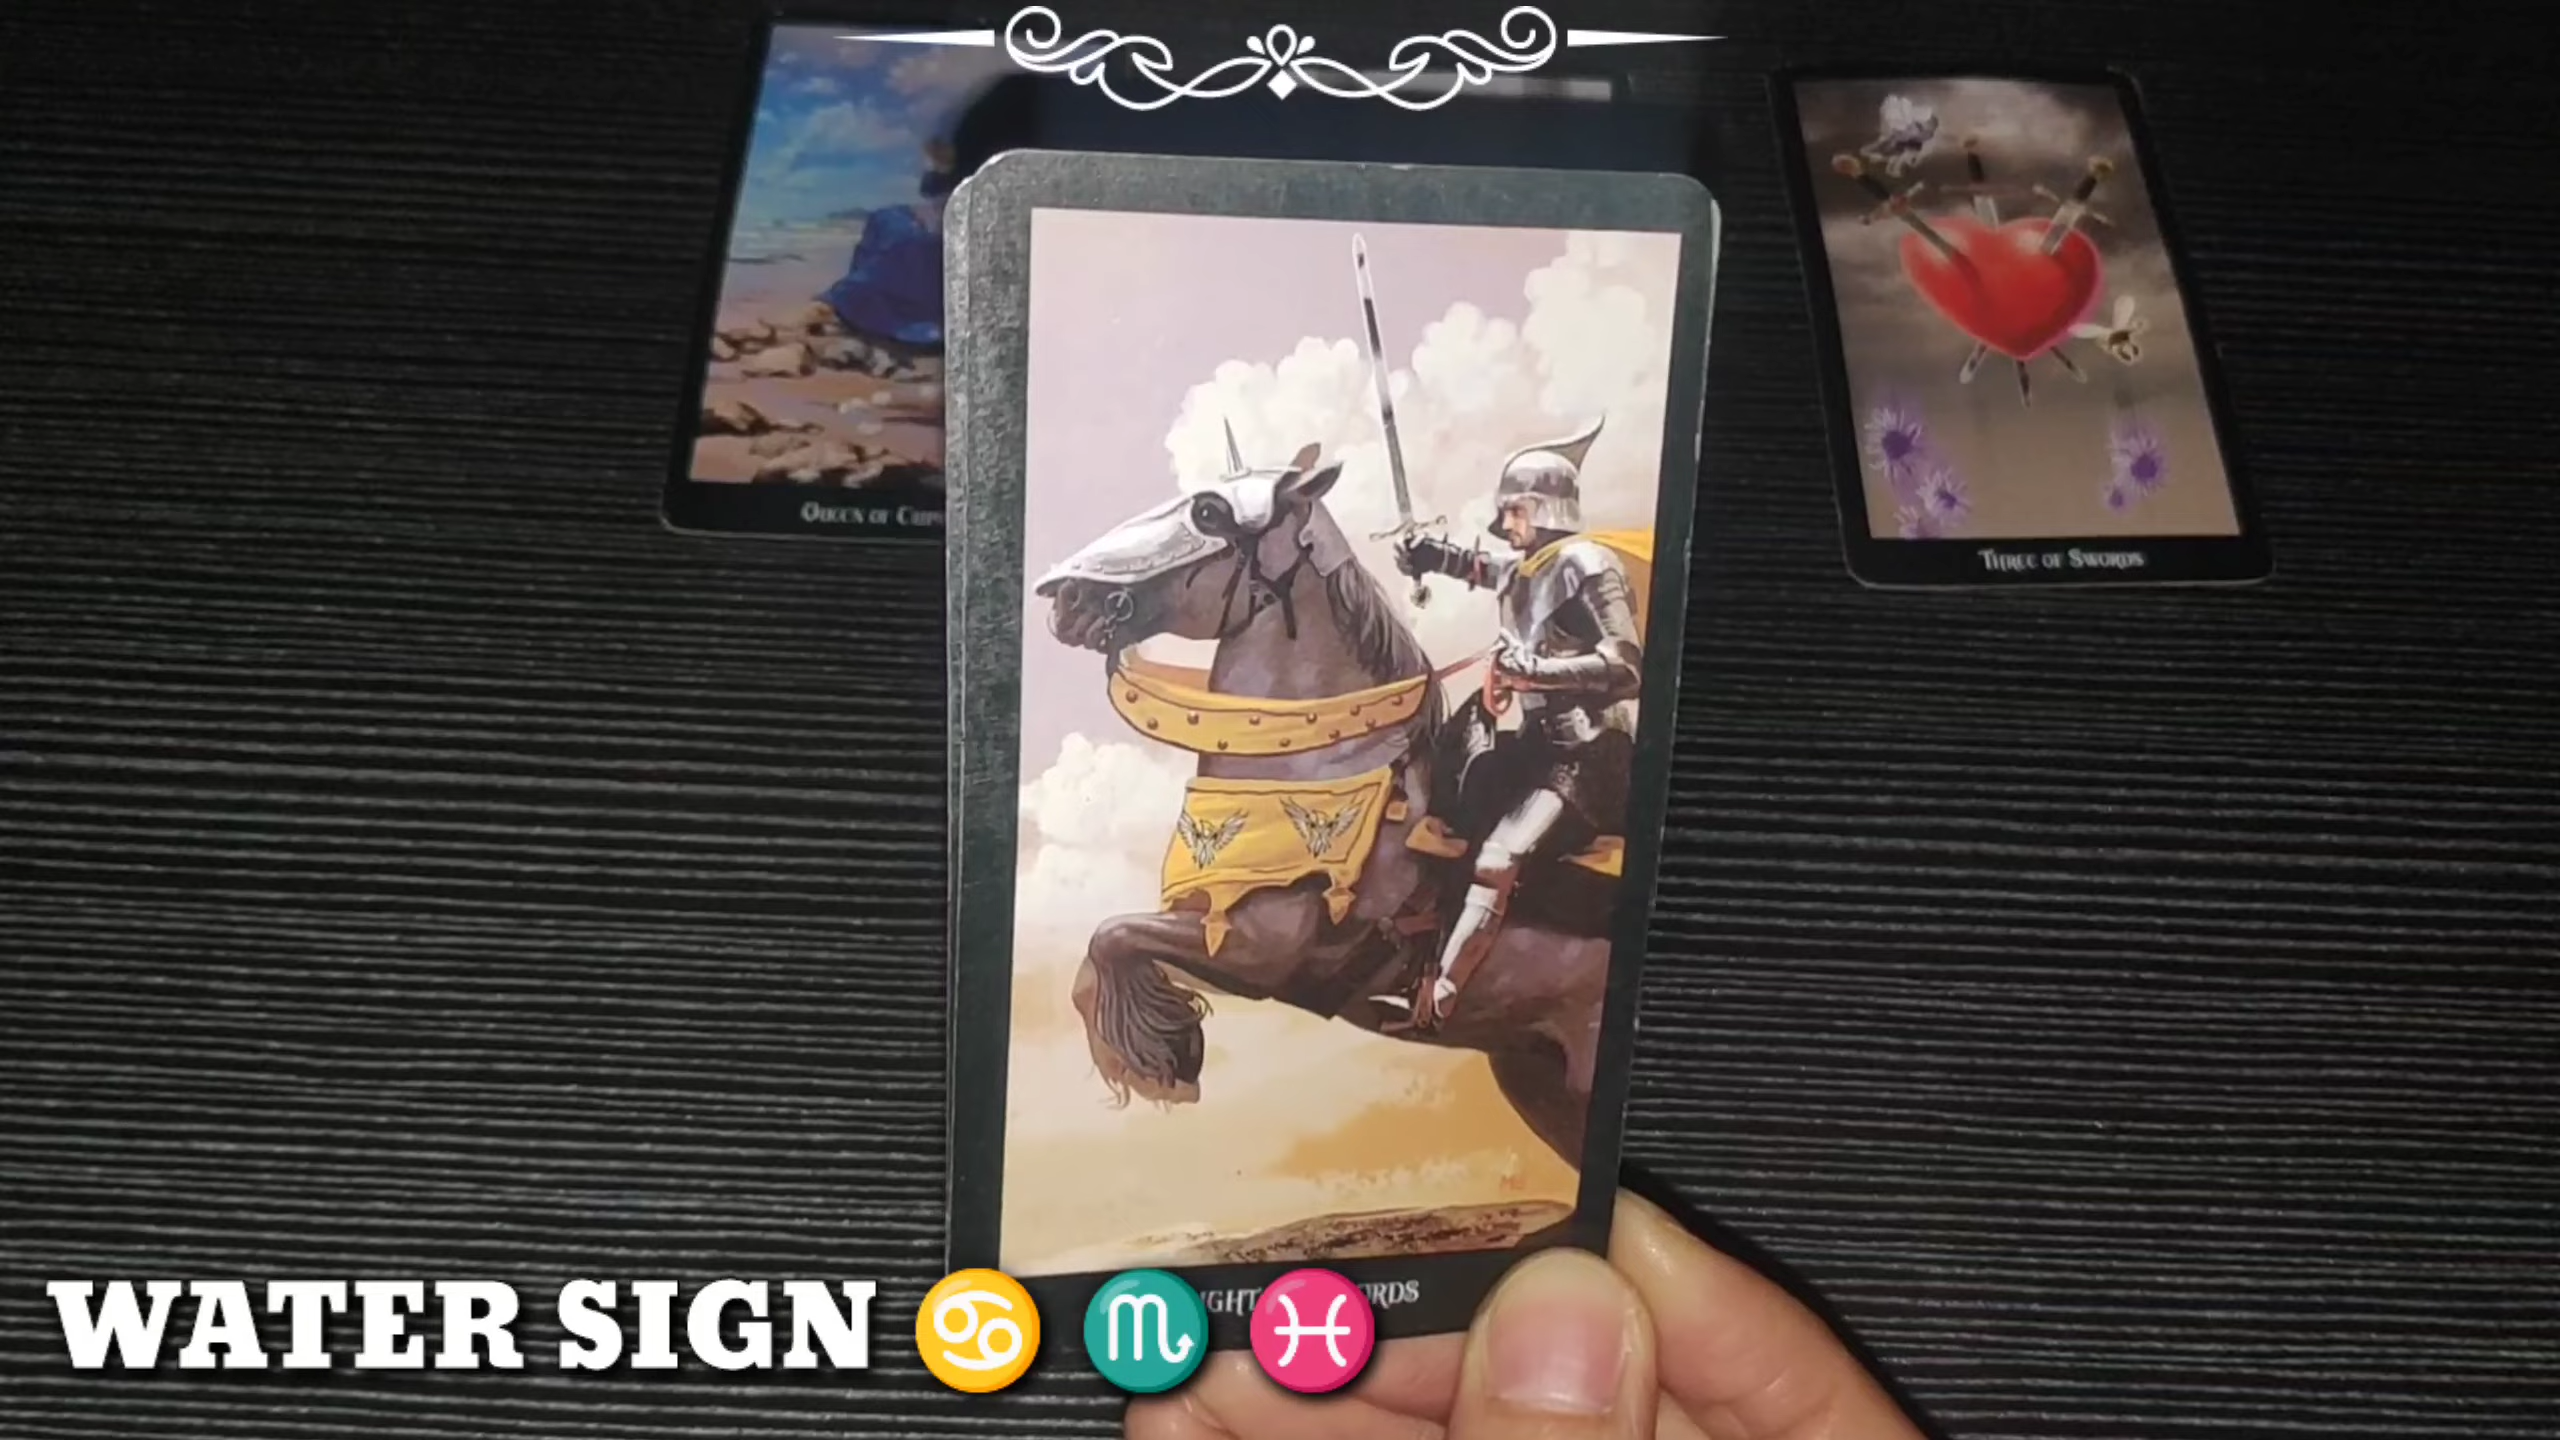 QUEEN OF CUPS
THREE OF SWORDS
WATER SIGN ♋ ♏ ♓